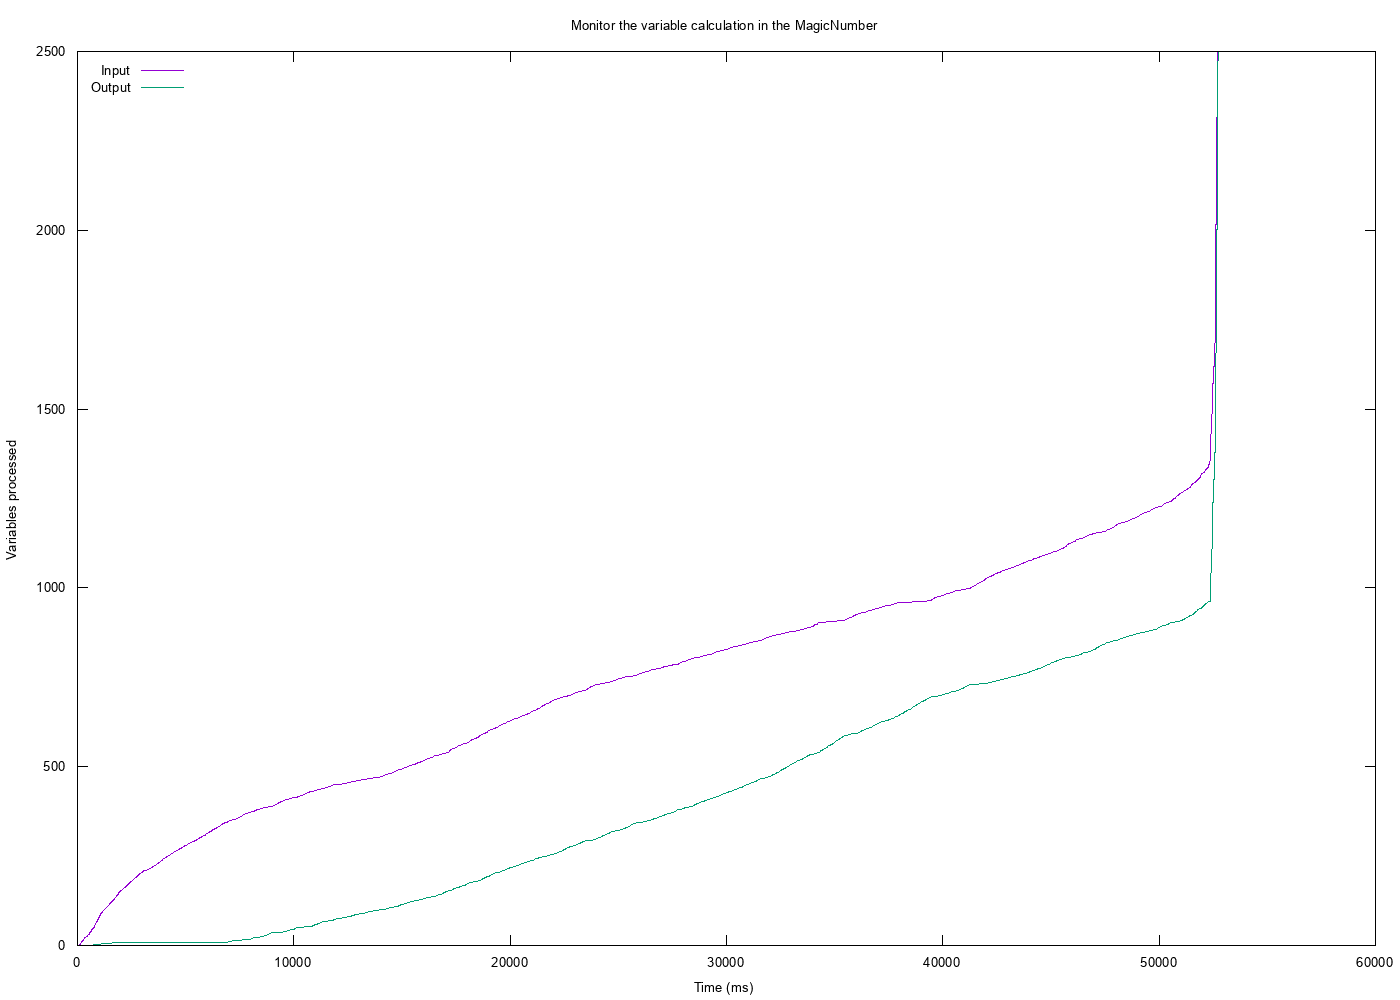 Monitor the variable calculation in the MagicNumber
Input
Output
2500
2000
1500
1000
500
0
Variables processed
0 10000 20000 30000 40000 50000 60000
Time (ms)